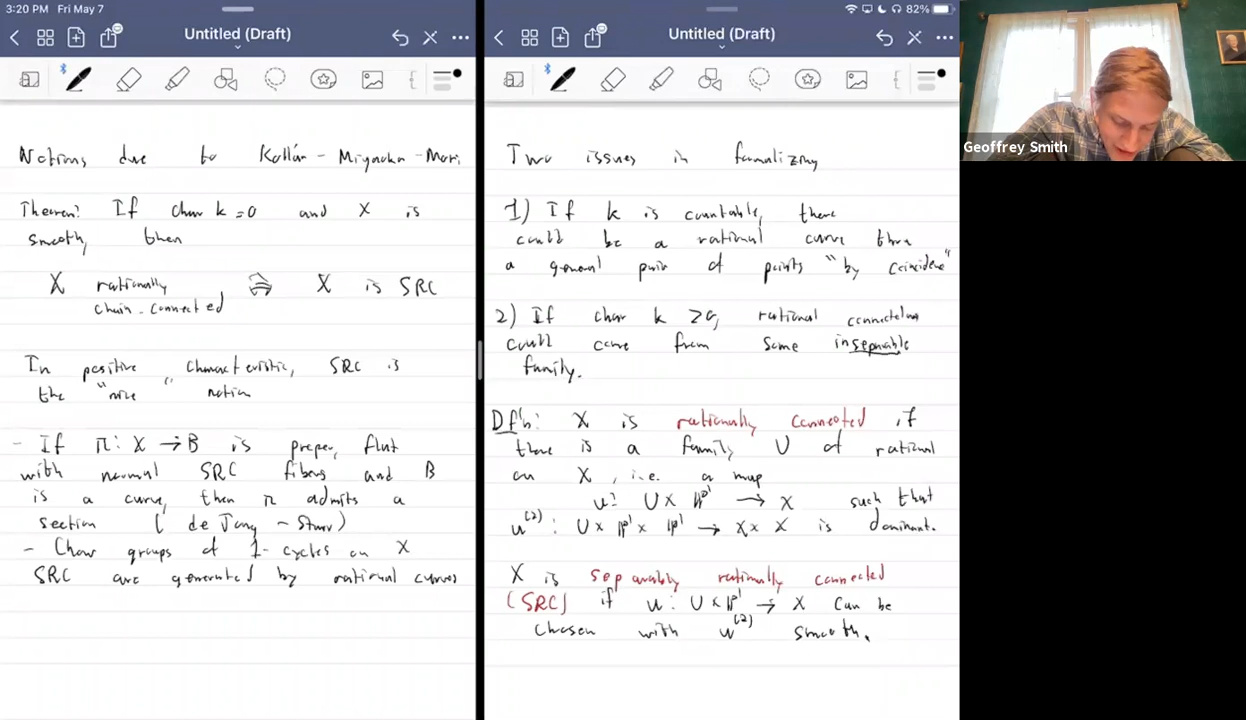 3:20 PM Fri May 7
Untitled (Draft)
Notions due to Kollár - Miyaoka - Mori
Theorem: If char k = 0 and X is
smooth, then
X rationally
chain-connected ⇔ X is SRC
In positive characteristic, SRC is
the "nice" notion
- If π: X → B is proper, flat
with normal SRC fibers and B
is a curve, then π admits a
section (de Jong - Starr)
- Chow groups of 1-cycles on X
SRC are generated by rational curves
82%
Untitled (Draft)
Two issues in formalizing
1) If k is countable, there
could be a rational curve thru
a general pair of points "by coincidence"
2) If char k > 0, rational connectedness
could come from some inseparable
family.
Df'n: X is rationally connected if
there is a family U of rational
on X, i.e. a map
u: U × ℙ¹ → X such that
u⁽²⁾: U × ℙ¹ × ℙ¹ → X × X is dominant.
X is separably rationally connected
(SRC) if u: U × ℙ¹ → X can be
chosen with u⁽²⁾ smooth.
Geoffrey Smith